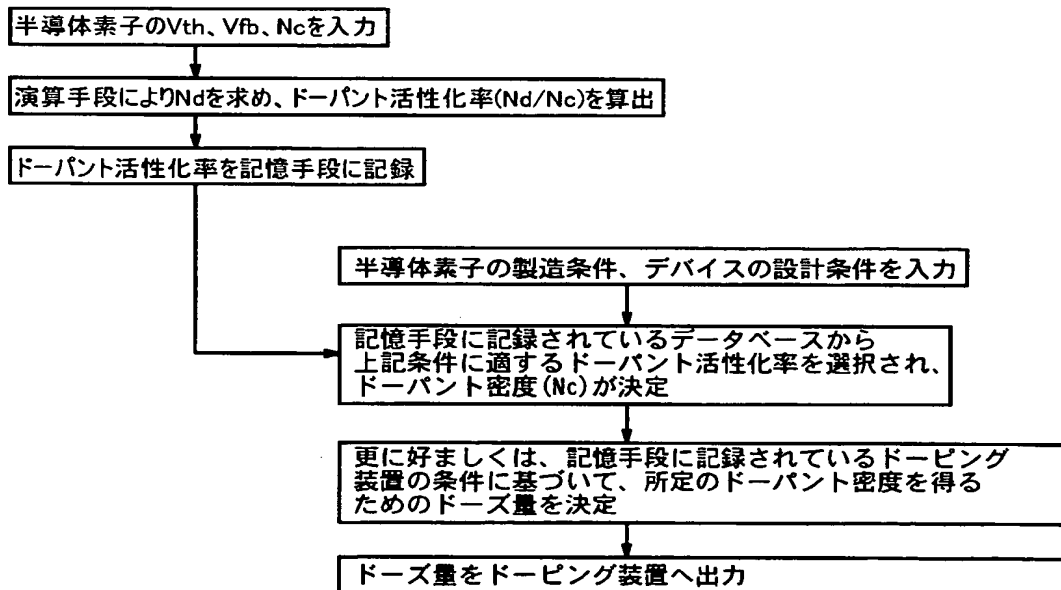 半導体素子のVth、Vfb、Ncを入力
演算手段によりNdを求め、ドーパント活性化率(Nd/Nc)を算出
ドーパント活性化率を記憶手段に記録
半導体素子の製造条件、デバイスの設計条件を入力
記憶手段に記録されているデータベースから
上記条件に適するドーパント活性化率を選択され、
ドーパント密度(Nc)が決定
更に好ましくは、記憶手段に記録されているドーピング
装置の条件に基づいて、所定のドーパント密度を得る
ためのドーズ量を決定
ドーズ量をドーピング装置へ出力